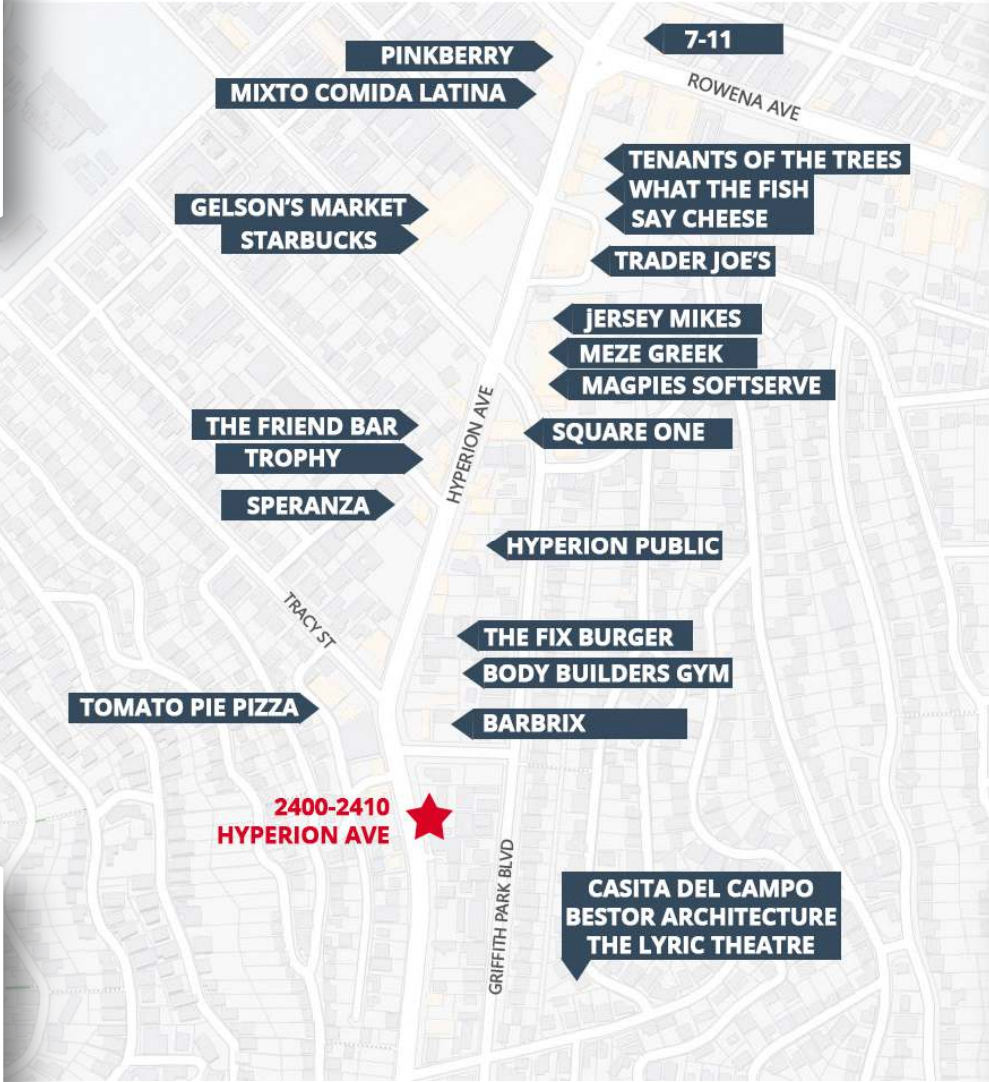 7-11
PINKBERRY
MIXTO COMIDA LATINA
ROWENA AVE
TENANTS OF THE TREES
WHAT THE FISH
SAY CHEESE
GELSON'S MARKET
STARBUCKS
TRADER JOE'S
jERSEY MIKES
MEZE GREEK
MAGPIES SOFTSERVE
HYPERION AVE
THE FRIEND BAR
TROPHY
SQUARE ONE
SPERANZA
HYPERION PUBLIC
TRACY ST
THE FIX BURGER
BODY BUILDERS GYM
TOMATO PIE PIZZA
BARBRIX
2400-2410
HYPERION AVE
GRIFFITH PARK BLVD
CASITA DEL CAMPO
BESTOR ARCHITECTURE
THE LYRIC THEATRE